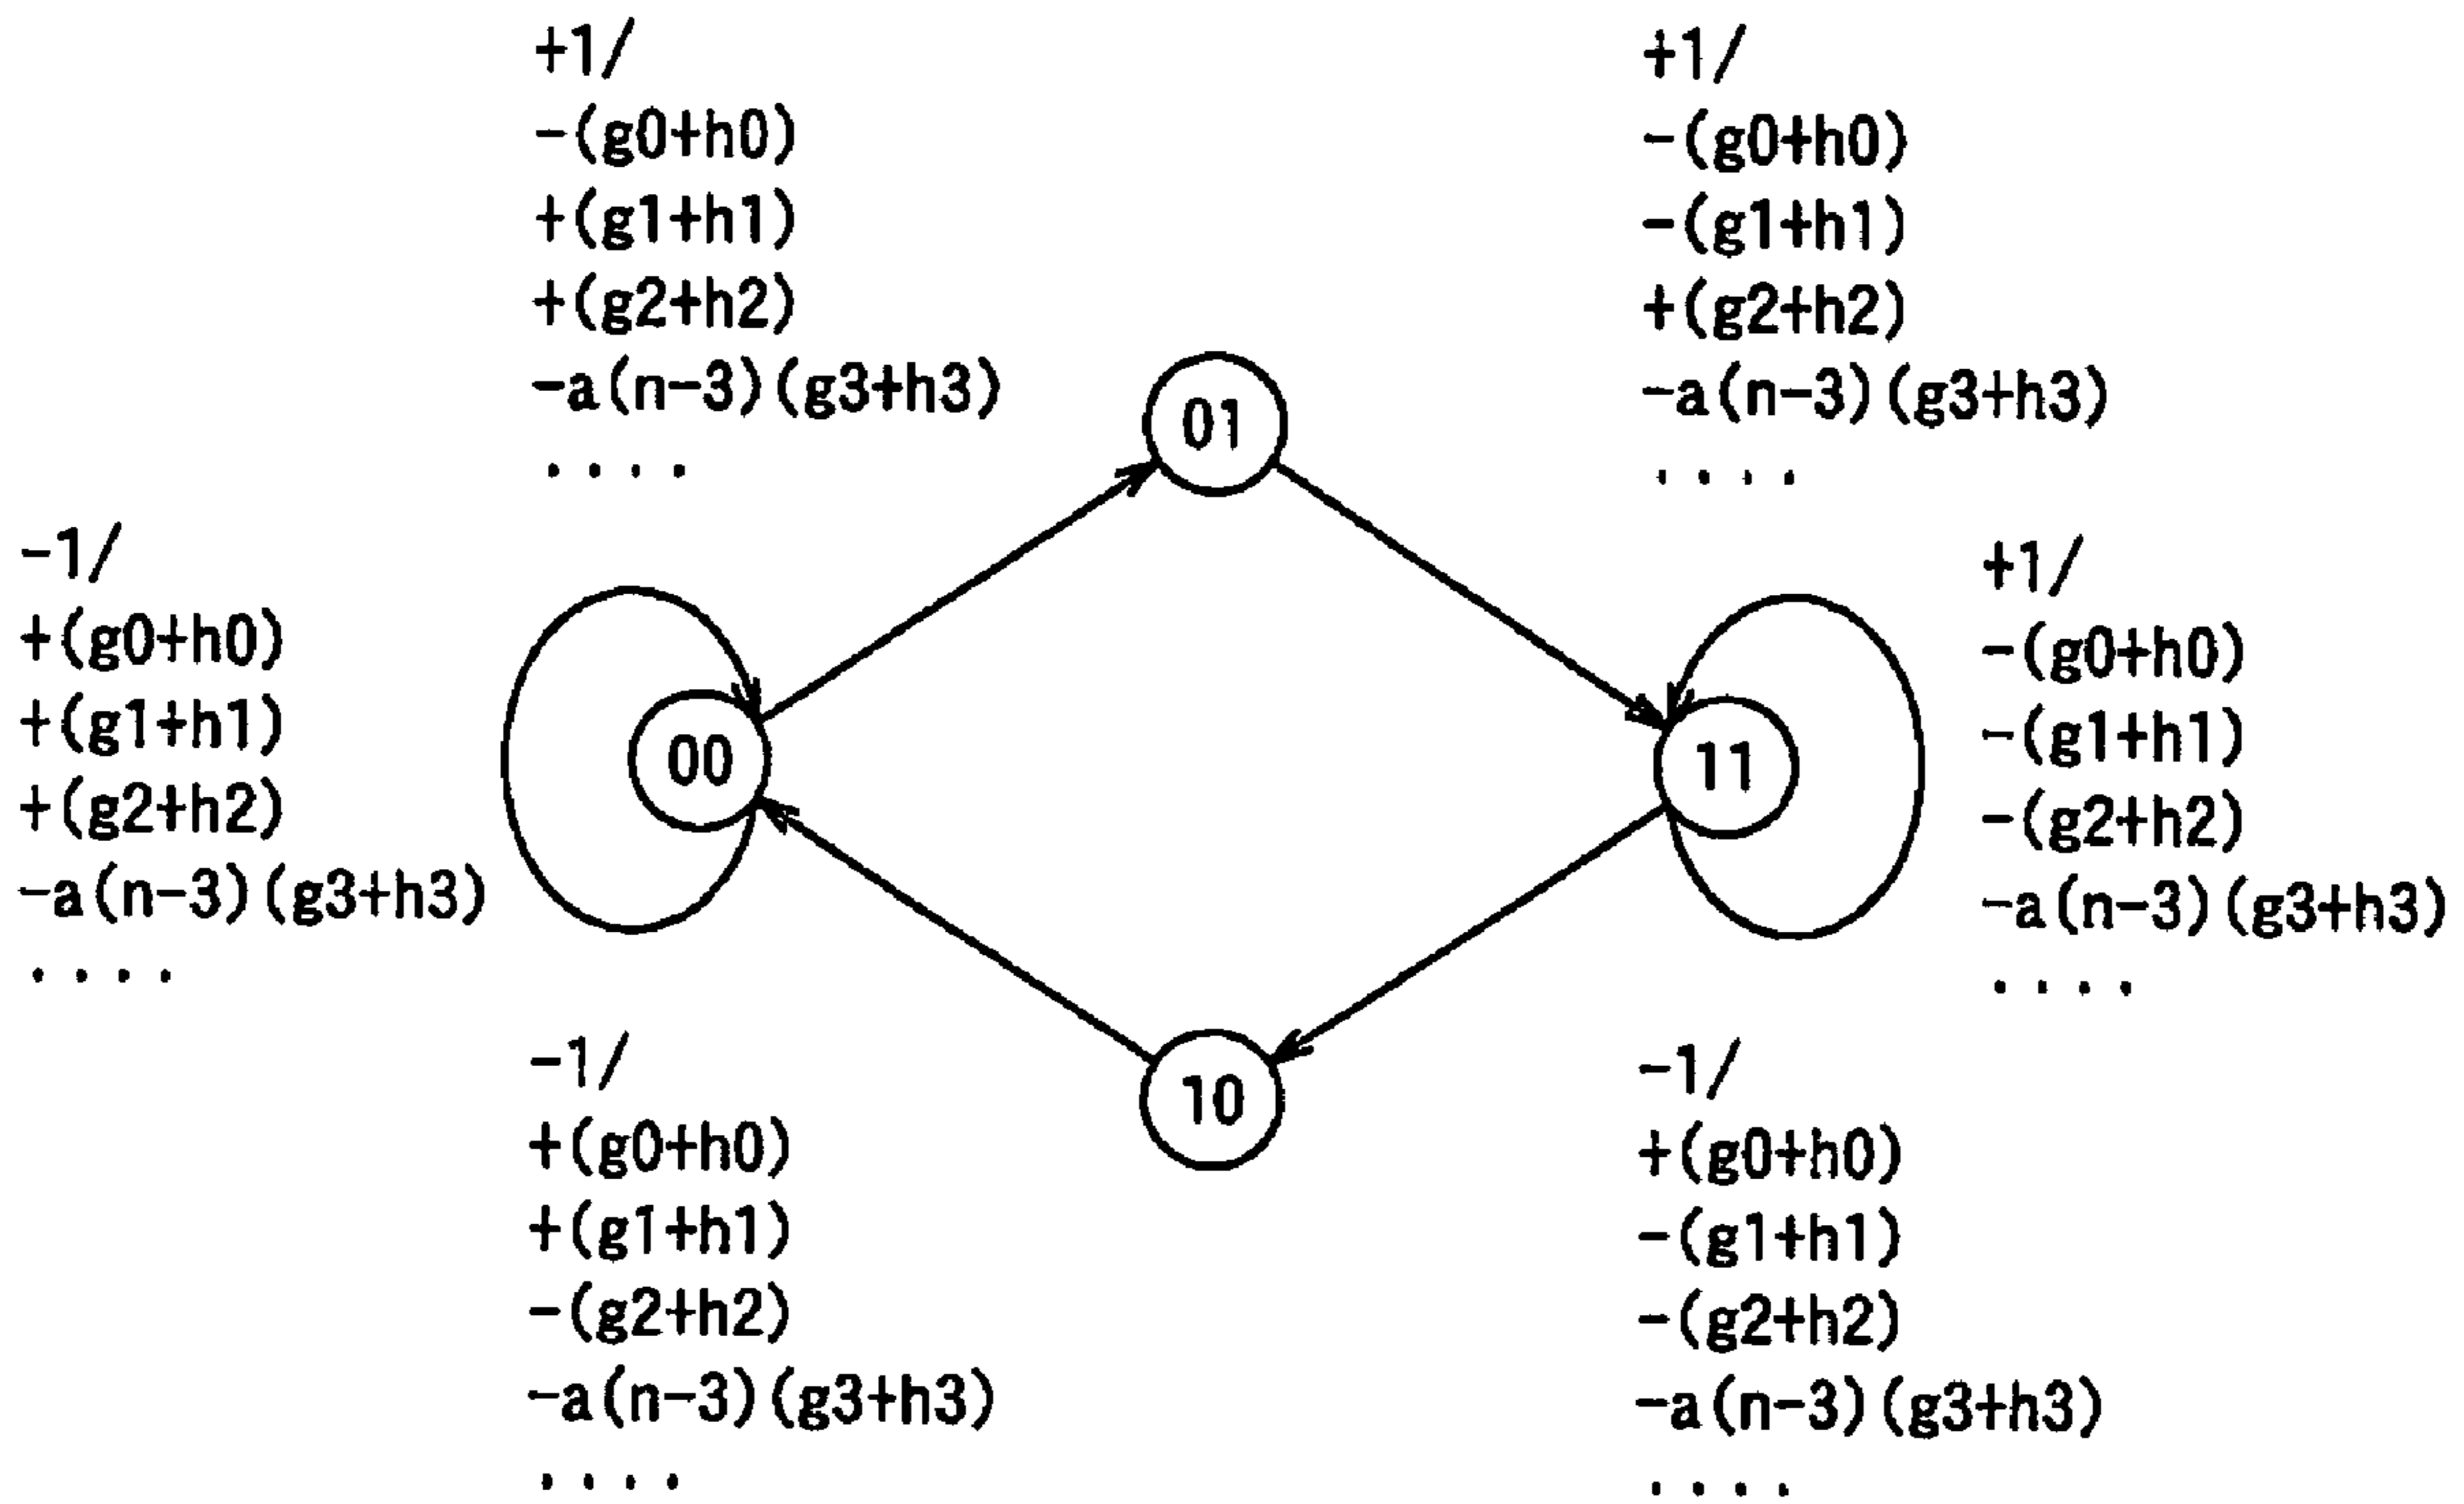 +1/
-(g0+h0)
+(g1+h1)
+(g2+h2)
-a(n-3)(g3+h3)
....
+1/
-(g0+h0)
-(g1+h1)
+(g2+h2)
-a(n-3)(g3+h3)
....
01
-1/
+(g0+h0)
+(g1+h1)
+(g2+h2)
-a(n-3)(g3+h3)
....
00
11
+1/
-(g0+h0)
-(g1+h1)
-(g2+h2)
-a(n-3)(g3+h3)
....
-1/
+(g0+h0)
+(g1+h1)
-(g2+h2)
-a(n-3)(g3+h3)
....
10
-1/
+(g0+h0)
-(g1+h1)
-(g2+h2)
-a(n-3)(g3+h3)
....